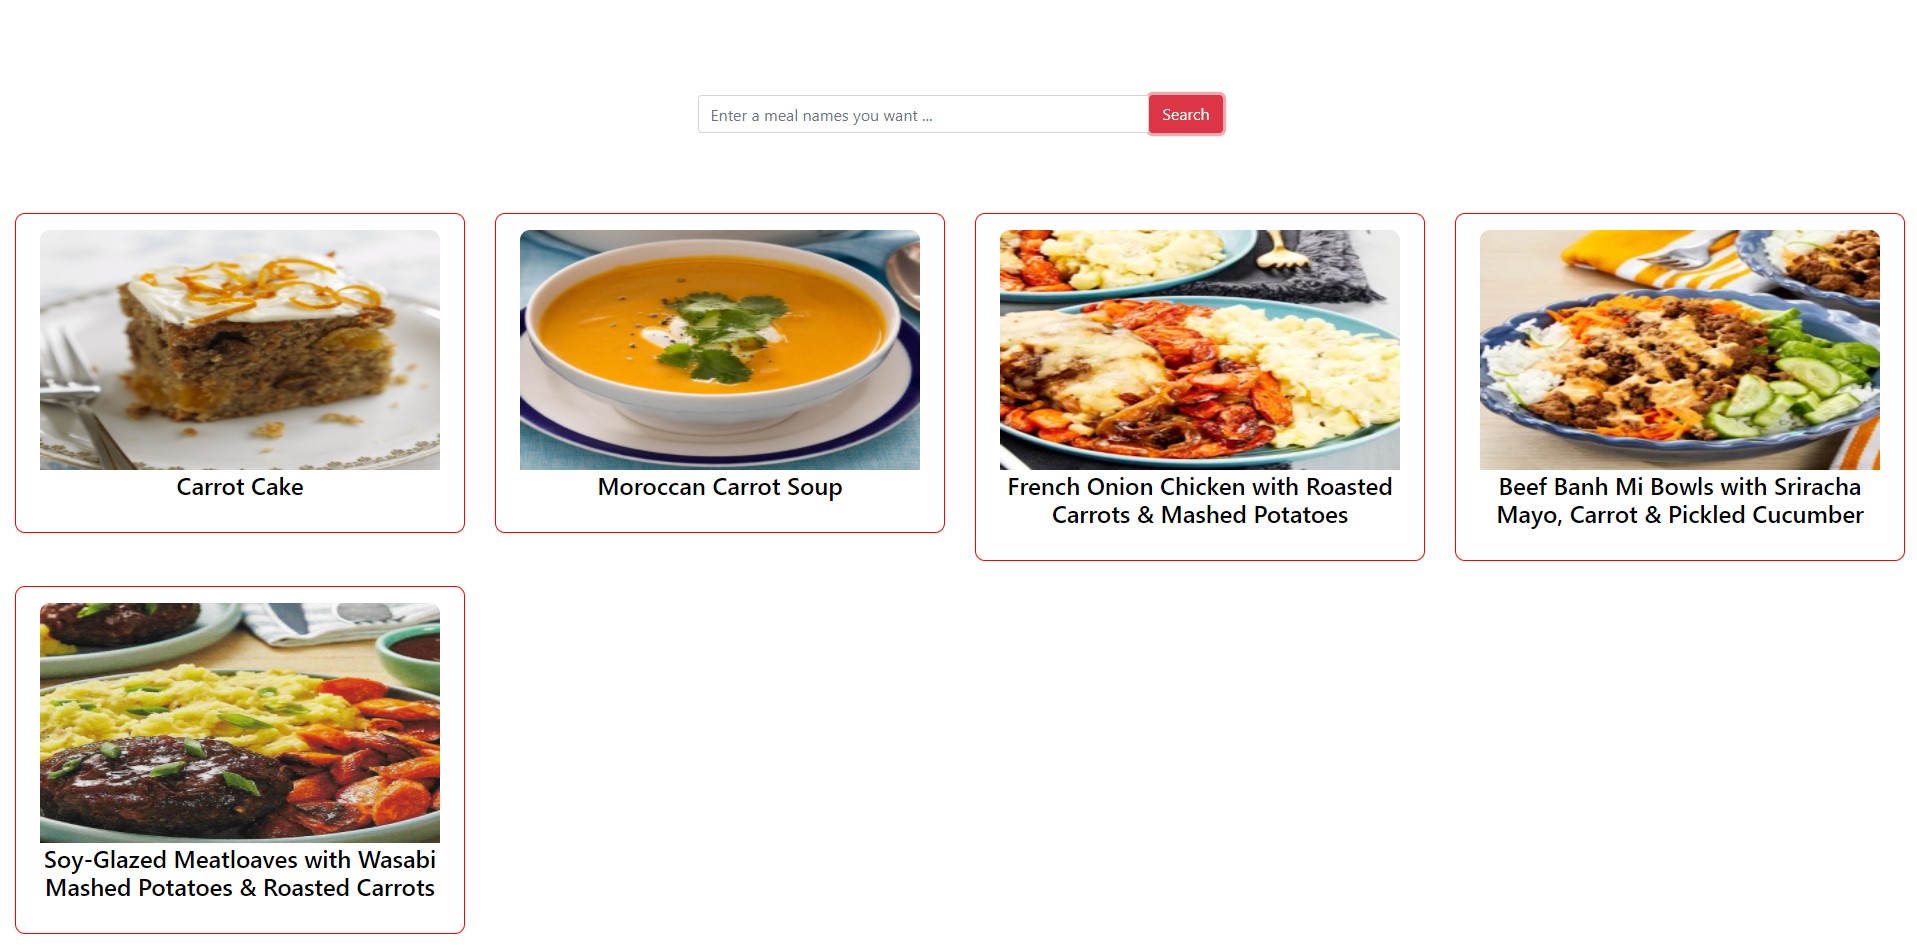 Enter a meal names you want ...
Search
Carrot Cake
Moroccan Carrot Soup
French Onion Chicken with Roasted
Carrots & Mashed Potatoes
Beef Banh Mi Bowls with Sriracha
Mayo, Carrot & Pickled Cucumber
Soy-Glazed Meatloaves with Wasabi
Mashed Potatoes & Roasted Carrots